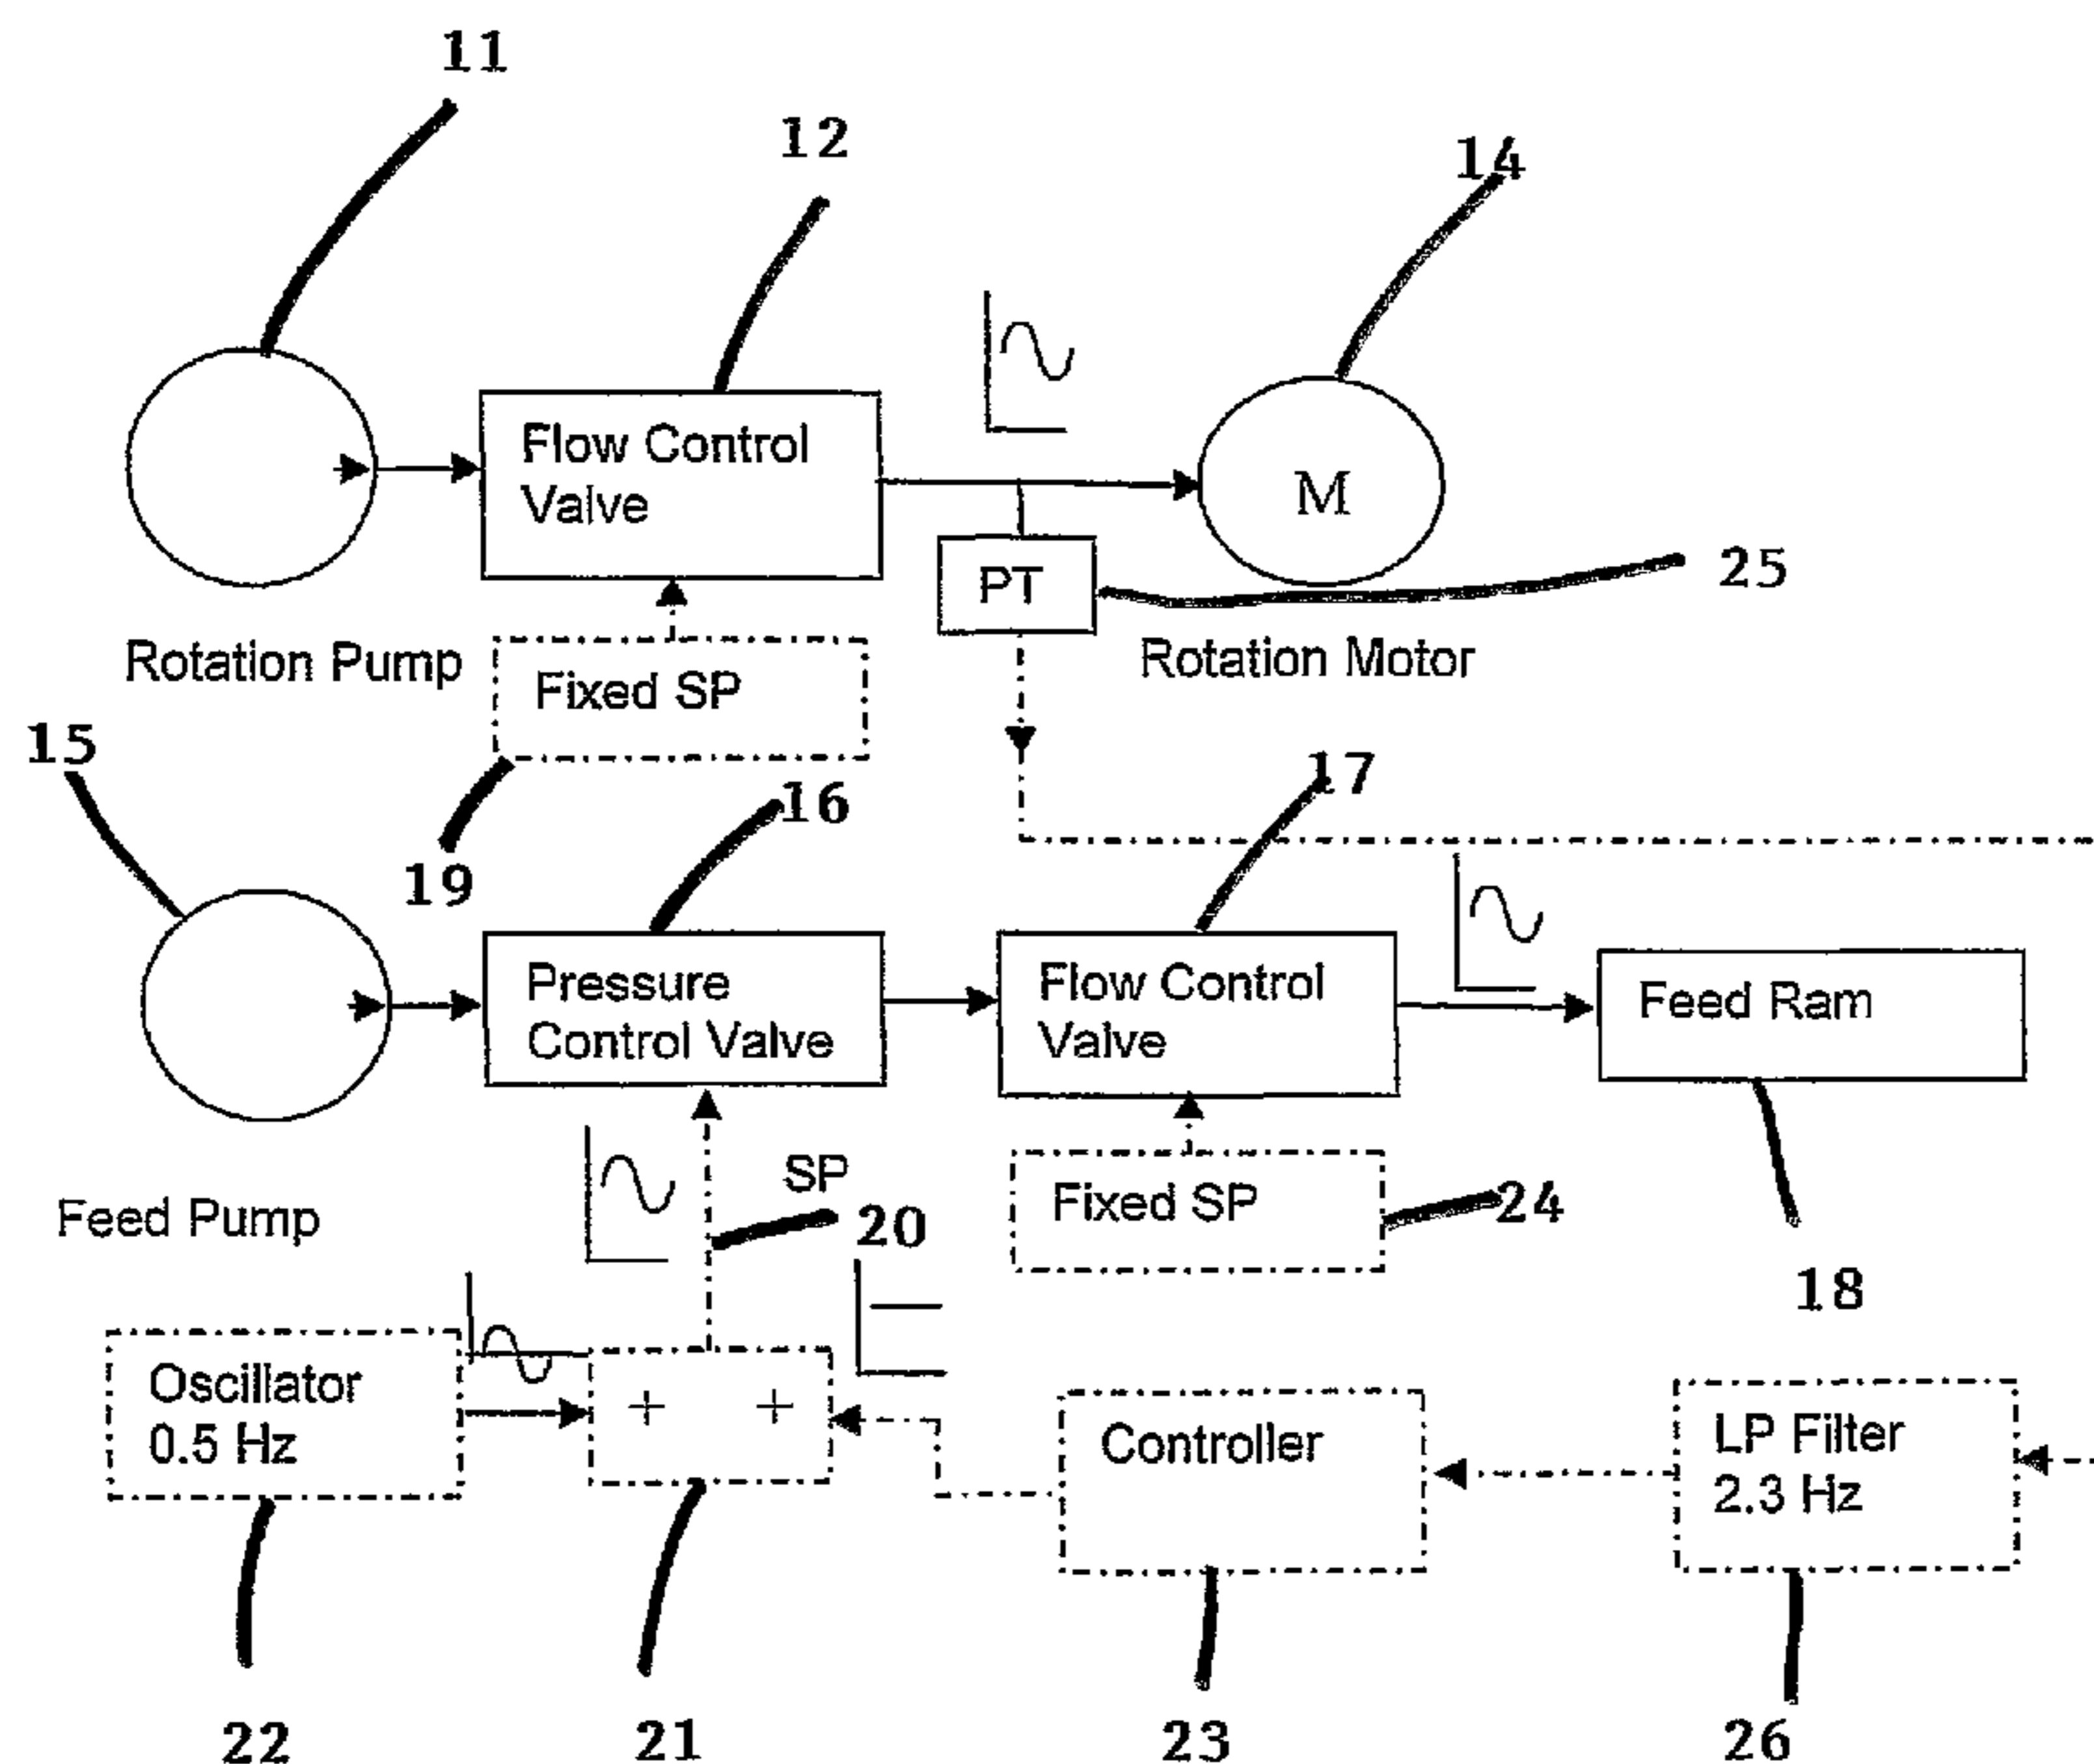 11
12
14
Flow Control
Valve
M
PT
25
Rotation Pump
Fixed SP
Rotation Motor
15
19
16
17
Pressure
Control Valve
Flow Control
Valve
Feed Ram
Feed Pump
SP
20
Fixed SP
24
18
Oscillator
0.5 Hz
+ +
Controller
LP Filter
2.3 Hz
22
21
23
26